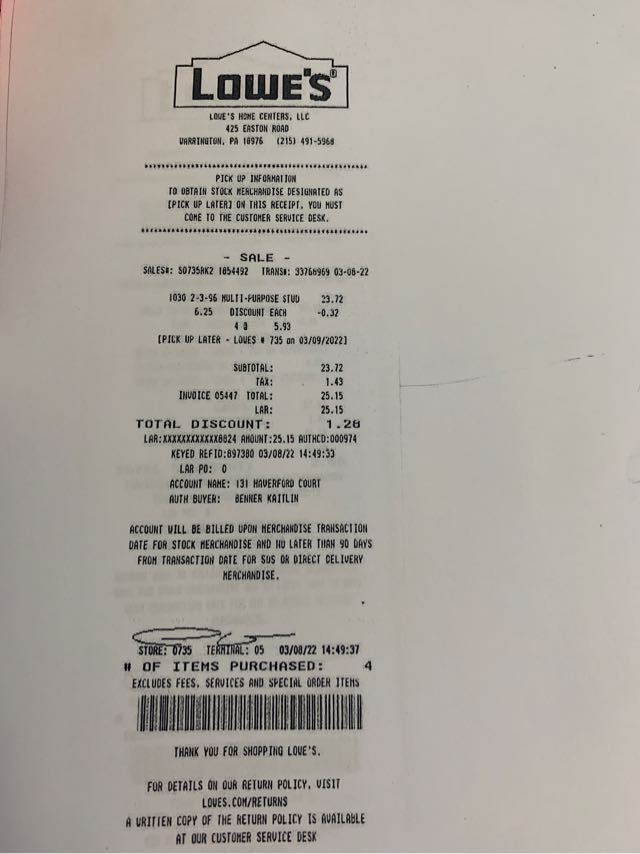 LOWE'S®
LOWE'S HOME CENTERS, LLC
425 EASTON ROAD
WARRINGTON, PA 18976 (215) 491-5968
PICK UP INFORMATION
TO OBTAIN STOCK MERCHANDISE DESIGNATED AS
[PICK UP LATER] ON THIS RECEIPT, YOU MUST
COME TO THE CUSTOMER SERVICE DESK.
- SALE -
SALES#: S0735RK2 1854492 TRANS#: 33768969 03-08-22
1030 2-3-96 MULTI-PURPOSE STUD 23.72
6.25 DISCOUNT EACH -0.32
4 @ 5.93
[PICK UP LATER - LOWES # 735 on 03/09/2022]
SUBTOTAL: 23.72
TAX: 1.43
INVOICE 05447 TOTAL: 25.15
LAR: 25.15
TOTAL DISCOUNT: 1.28
LAR:XXXXXXXXXXXX8824 AMOUNT:25.15 AUTHCD:000974
KEYED REFID:897380 03/08/22 14:49:33
LAR PO: 0
ACCOUNT NAME: 131 HAVERFORD COURT
AUTH BUYER: BENNER KAITLIN
ACCOUNT WILL BE BILLED UPON MERCHANDISE TRANSACTION
DATE FOR STOCK MERCHANDISE AND NO LATER THAN 90 DAYS
FROM TRANSACTION DATE FOR SOS OR DIRECT DELIVERY
MERCHANDISE.
STORE: 0735 TERMINAL: 05 03/08/22 14:49:37
# OF ITEMS PURCHASED: 4
EXCLUDES FEES, SERVICES AND SPECIAL ORDER ITEMS
THANK YOU FOR SHOPPING LOWE'S.
FOR DETAILS ON OUR RETURN POLICY, VISIT
LOWES.COM/RETURNS
A WRITTEN COPY OF THE RETURN POLICY IS AVAILABLE
AT OUR CUSTOMER SERVICE DESK